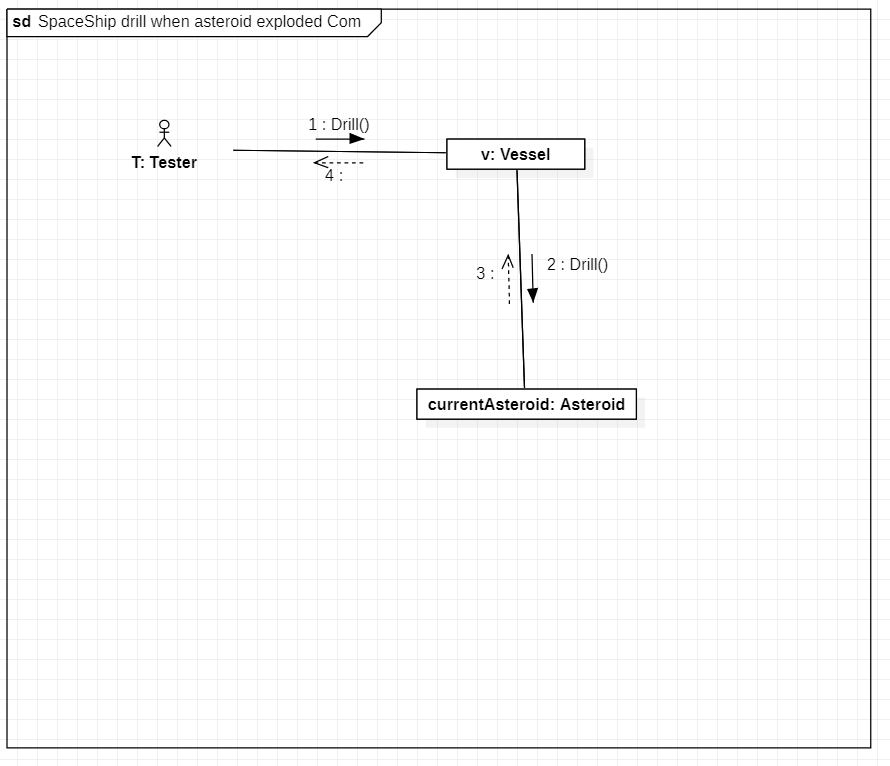 sd SpaceShip drill when asteroid exploded Com
1 : Drill()
T: Tester
4 :
v: Vessel
3 :
2 : Drill()
currentAsteroid: Asteroid